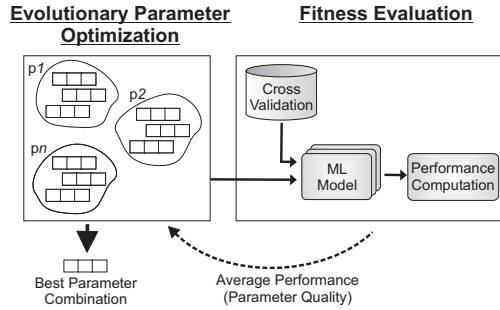 Evolutionary Parameter
Optimization
Fitness Evaluation
p1
p2
pn
Cross
Validation
ML
Model
Performance
Computation
Best Parameter
Combination
Average Performance
(Parameter Quality)